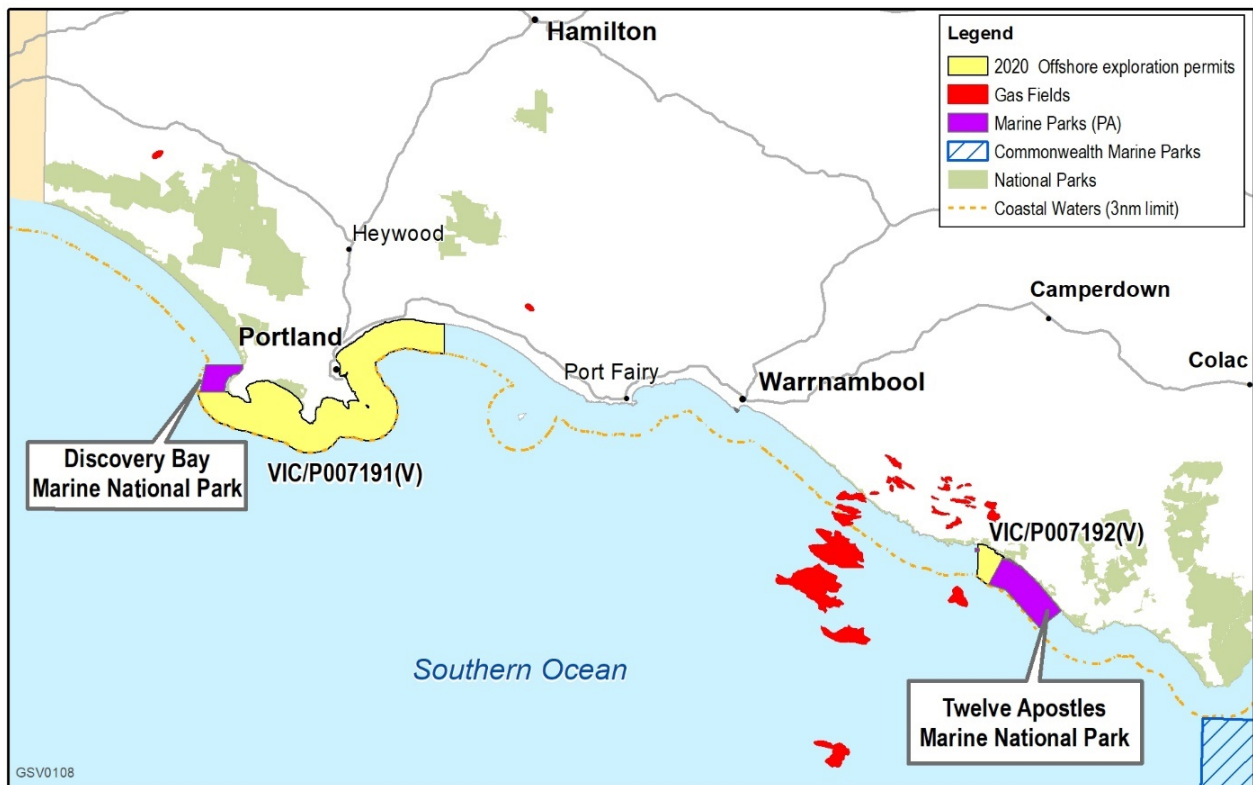 Hamilton
Legend
2020 Offshore exploration permits
Gas Fields
Marine Parks (PA)
Commonwealth Marine Parks
National Parks
Coastal Waters (3nm limit)
Heywood
Camperdown
Portland
Colac
Port Fairy
Warrnambool
Discovery Bay
Marine National Park
VIC/P007191(V)
VIC/P007192(V)
Southern Ocean
Twelve Apostles
Marine National Park
GSV0108